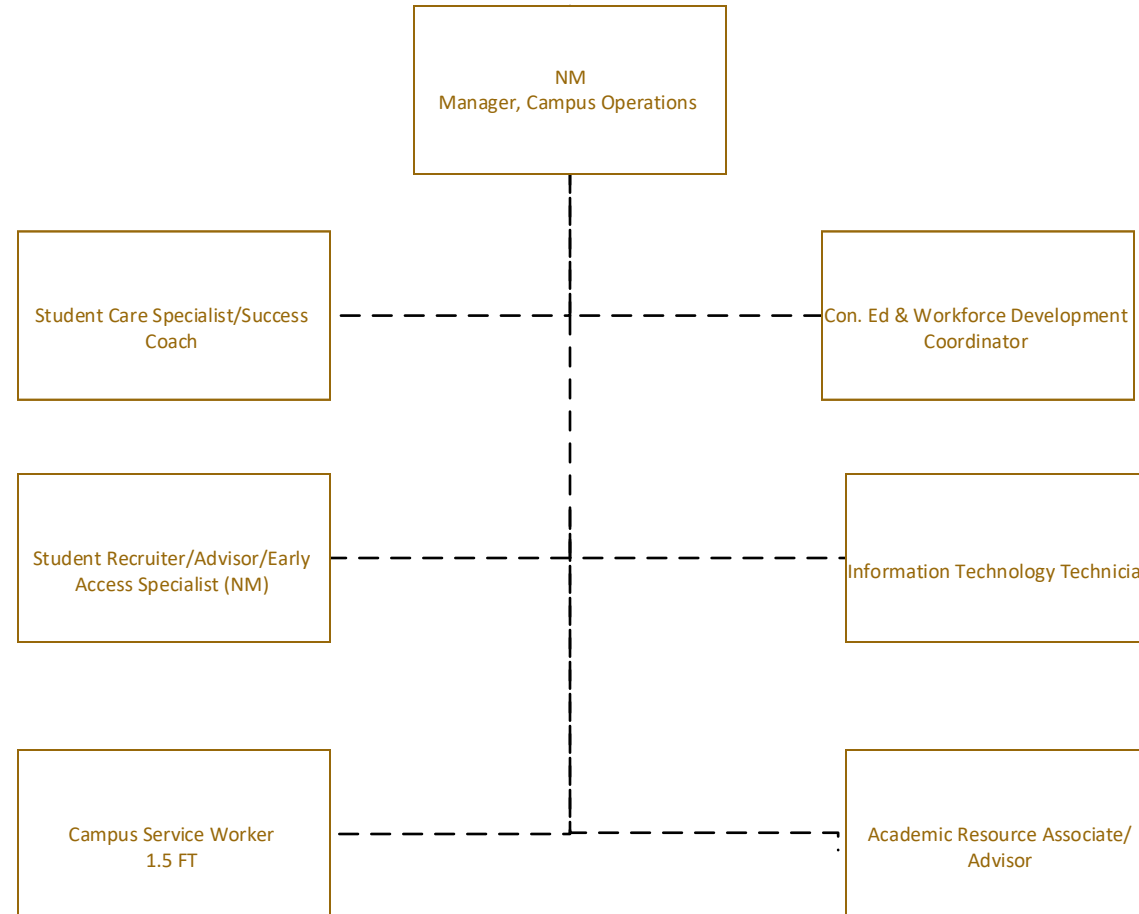 NM
Manager, Campus Operations
Student Care Specialist/Success
Coach
Con. Ed & Workforce Development
Coordinator
Student Recruiter/Advisor/Early
Access Specialist (NM)
Information Technology Technicia
Campus Service Worker
1.5 FT
Academic Resource Associate/
Advisor